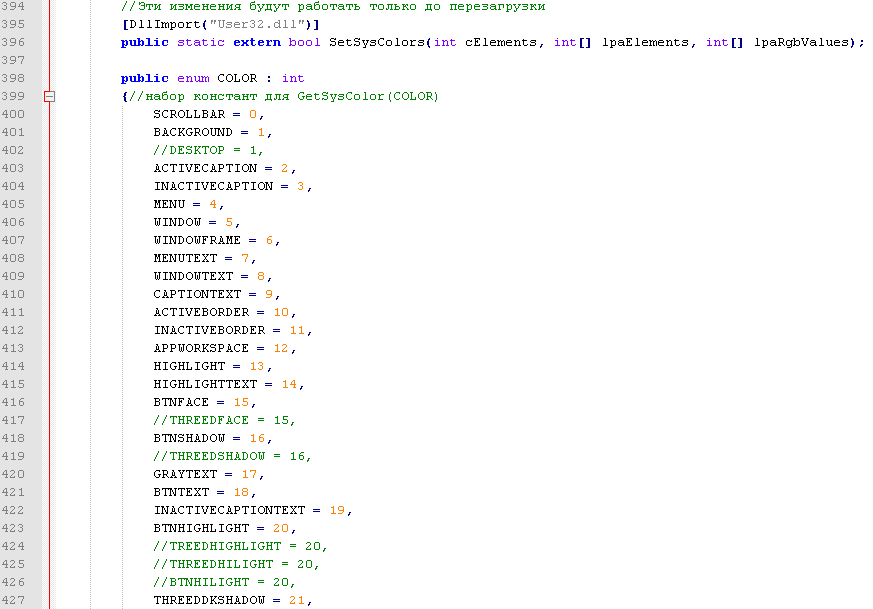 394 //Эти изменения будут работать только до перезагрузки
395 [DllImport("User32.dll")]
396 public static extern bool SetSysColors(int cElements, int[] lpaElements, int[] lpaRgbValues);
397
398 public enum COLOR : int
399 {//набор констант для GetSysColor(COLOR)
400 SCROLLBAR = 0,
401 BACKGROUND = 1,
402 //DESKTOP = 1,
403 ACTIVECAPTION = 2,
404 INACTIVECAPTION = 3,
405 MENU = 4,
406 WINDOW = 5,
407 WINDOWFRAME = 6,
408 MENUTEXT = 7,
409 WINDOWTEXT = 8,
410 CAPTIONTEXT = 9,
411 ACTIVEBORDER = 10,
412 INACTIVEBORDER = 11,
413 APPWORKSPACE = 12,
414 HIGHLIGHT = 13,
415 HIGHLIGHTTEXT = 14,
416 BTNFACE = 15,
417 //THREEDFACE = 15,
418 BTNSHADOW = 16,
419 //THREEDSHADOW = 16,
420 GRAYTEXT = 17,
421 BTNTEXT = 18,
422 INACTIVECAPTIONTEXT = 19,
423 BTNHIGHLIGHT = 20,
424 //TREEDHIGHLIGHT = 20,
425 //THREEDHILIGHT = 20,
426 //BTNHILIGHT = 20,
427 THREEDDKSHADOW = 21,